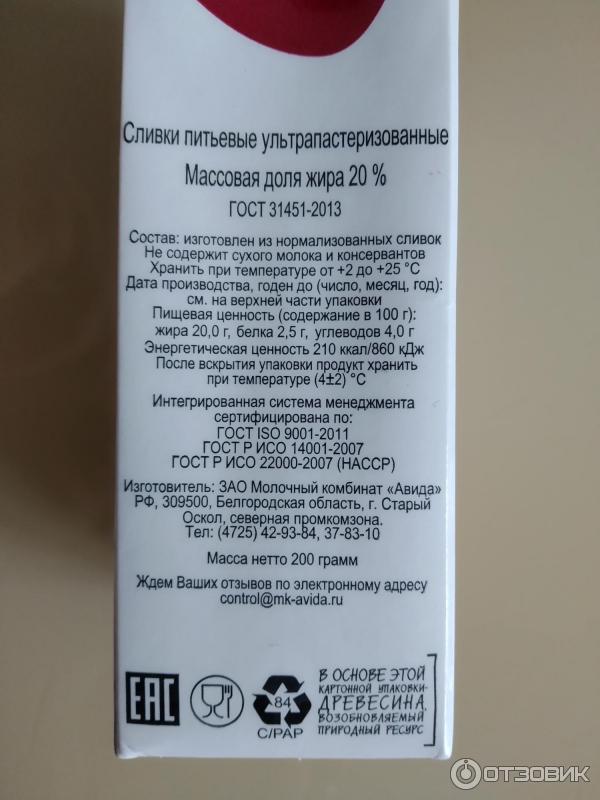 Сливки питьевые ультрапастеризованные
Массовая доля жира 20 %
ГОСТ 31451-2013
Состав: изготовлен из нормализованных сливок
Не содержит сухого молока и консервантов
Хранить при температуре от +2 до +25 °С
Дата производства, годен до (число, месяц, год):
см. на верхней части упаковки
Пищевая ценность (содержание в 100 г):
жира 20,0 г, белка 2,5 г, углеводов 4,0 г
Энергетическая ценность 210 ккал/860 кДж
После вскрытия упаковки продукт хранить
при температуре (4±2) °С
Интегрированная система менеджмента
сертифицирована по:
ГОСТ ISO 9001-2011
ГОСТ Р ИСО 14001-2007
ГОСТ Р ИСО 22000-2007 (НАССР)
Изготовитель: ЗАО Молочный комбинат «Авида»
РФ, 309500, Белгородская область, г. Старый
Оскол, северная промкомзона.
Тел: (4725) 42-93-84, 37-83-10
Масса нетто 200 грамм
Ждем Ваших отзывов по электронному адресу
control@mk-avida.ru
EAC
84
C/PAP
В ОСНОВЕ ЭТОЙ
КАРТОННОЙ УПАКОВКИ-
ДРЕВЕСИНА,
ВОЗОБНОВЛЯЕМЫЙ
ПРИРОДНЫЙ РЕСУРС
ОТЗОВИК